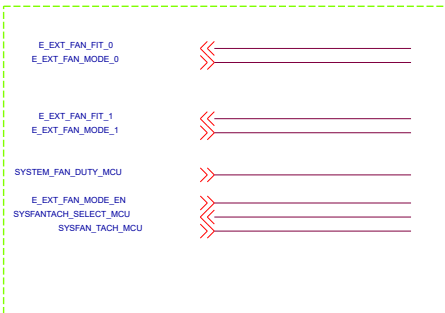 E_EXT_FAN_FIT_0
E_EXT_FAN_MODE_0
E_EXT_FAN_FIT_1
E_EXT_FAN_MODE_1
SYSTEM_FAN_DUTY_MCU
E_EXT_FAN_MODE_EN
SYSFANTACH_SELECT_MCU
SYSFAN_TACH_MCU